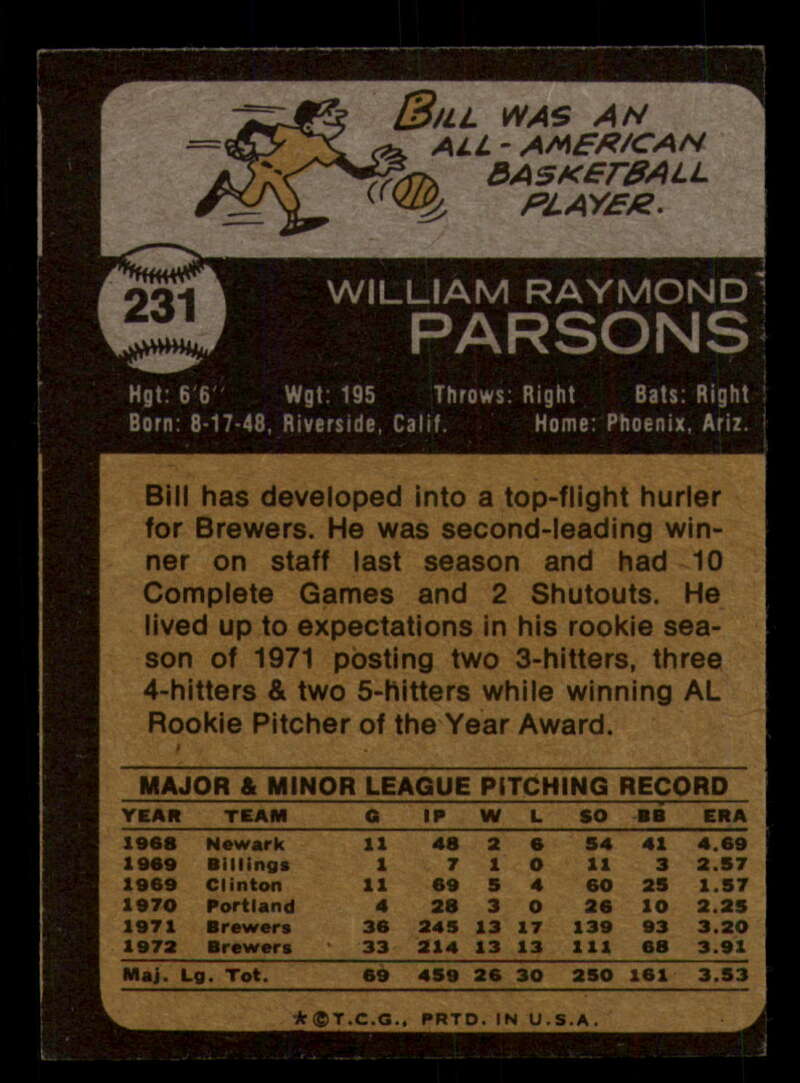 BILL WAS AN
ALL-AMERICAN
BASKETBALL
PLAYER.
231
WILLIAM RAYMOND
PARSONS
Hgt: 6'6" Wgt: 195 Throws: Right Bats: Right
Born: 8-17-48, Riverside, Calif. Home: Phoenix, Ariz.
Bill has developed into a top-flight hurler
for Brewers. He was second-leading win-
ner on staff last season and had 10
Complete Games and 2 Shutouts. He
lived up to expectations in his rookie sea-
son of 1971 posting two 3-hitters, three
4-hitters & two 5-hitters while winning AL
Rookie Pitcher of the Year Award.
MAJOR & MINOR LEAGUE PITCHING RECORD
YEAR TEAM G IP W L SO BB ERA
1968 Newark 11 48 2 6 54 41 4.69
1969 Billings 1 7 1 0 11 3 2.57
1969 Clinton 11 69 5 4 60 25 1.57
1970 Portland 4 28 3 0 26 10 2.25
1971 Brewers 36 245 13 17 139 93 3.20
1972 Brewers 33 214 13 13 111 68 3.91
Maj. Lg. Tot. 69 459 26 30 250 161 3.53
*©T.C.G., PRTD. IN U.S.A.